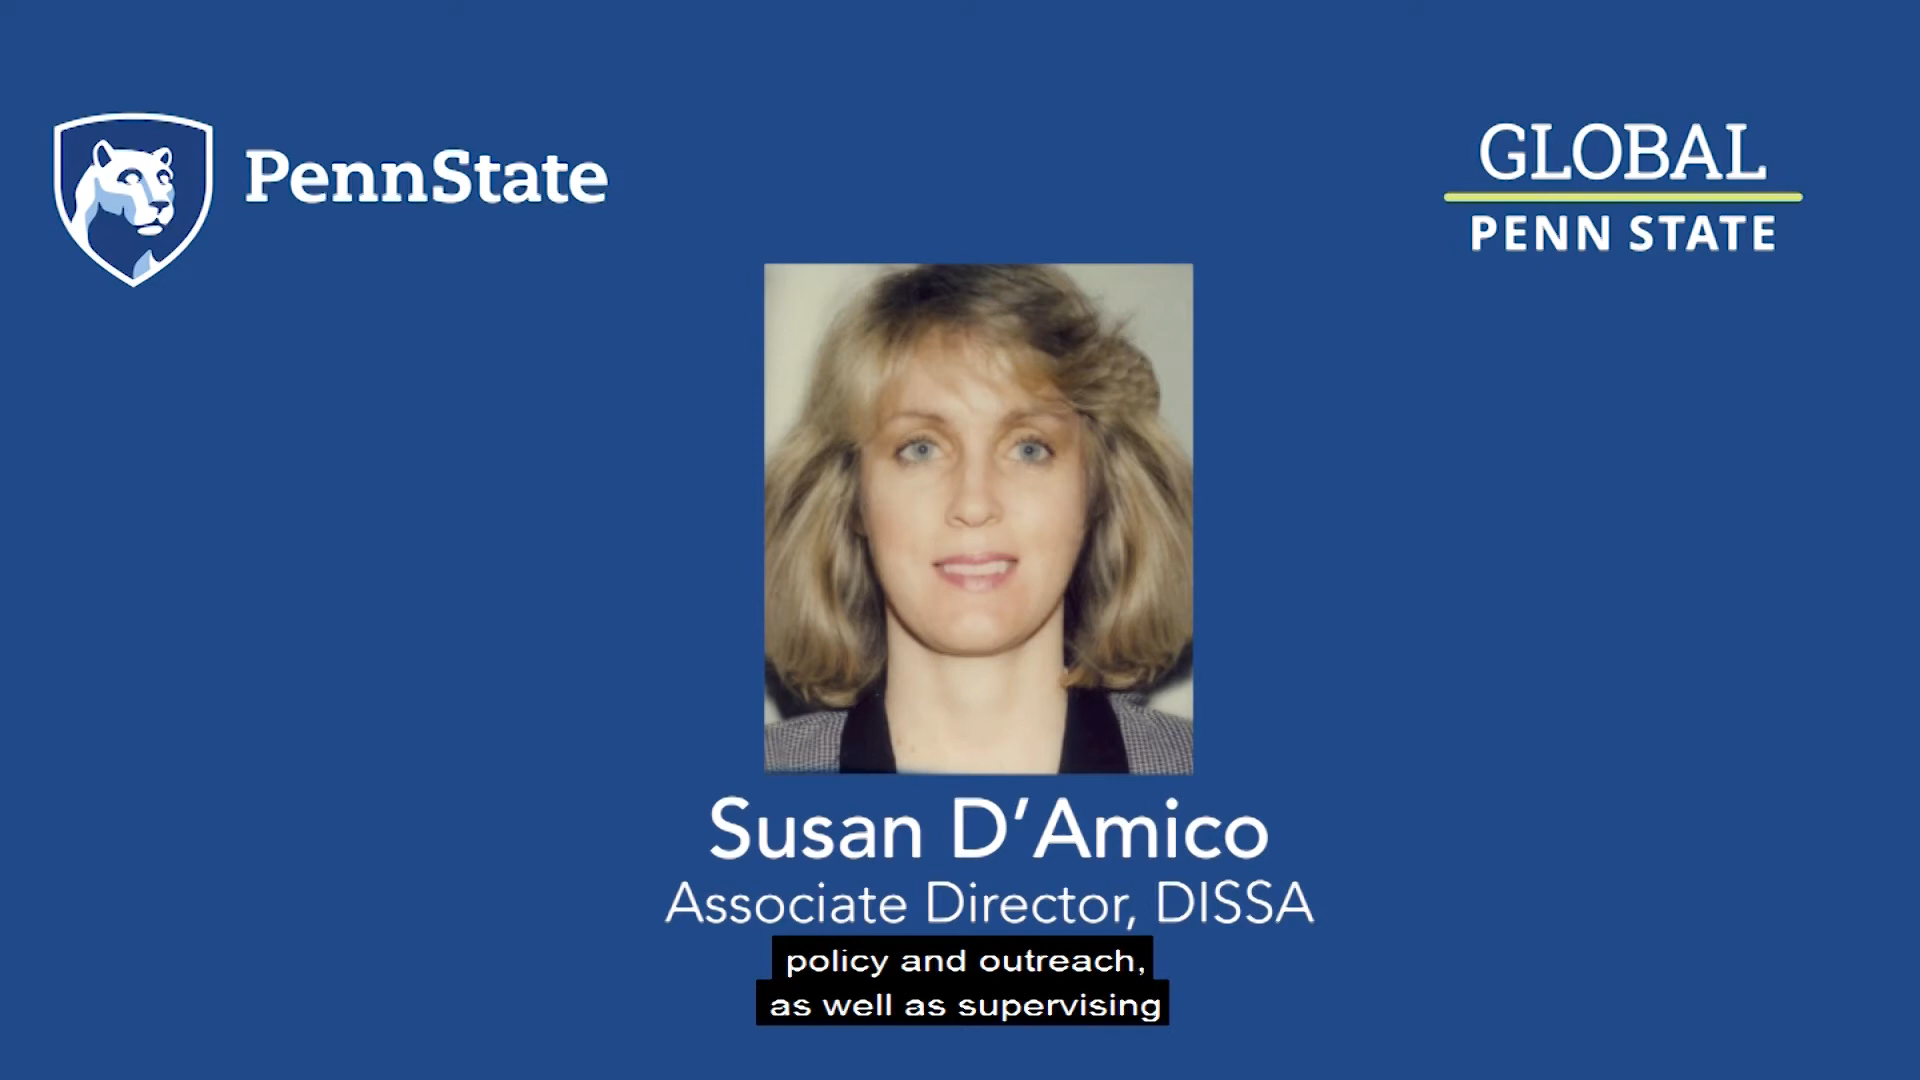 PennState
GLOBAL
PENN STATE
Susan D’Amico
Associate Director, DISSA
policy and outreach,
as well as supervising